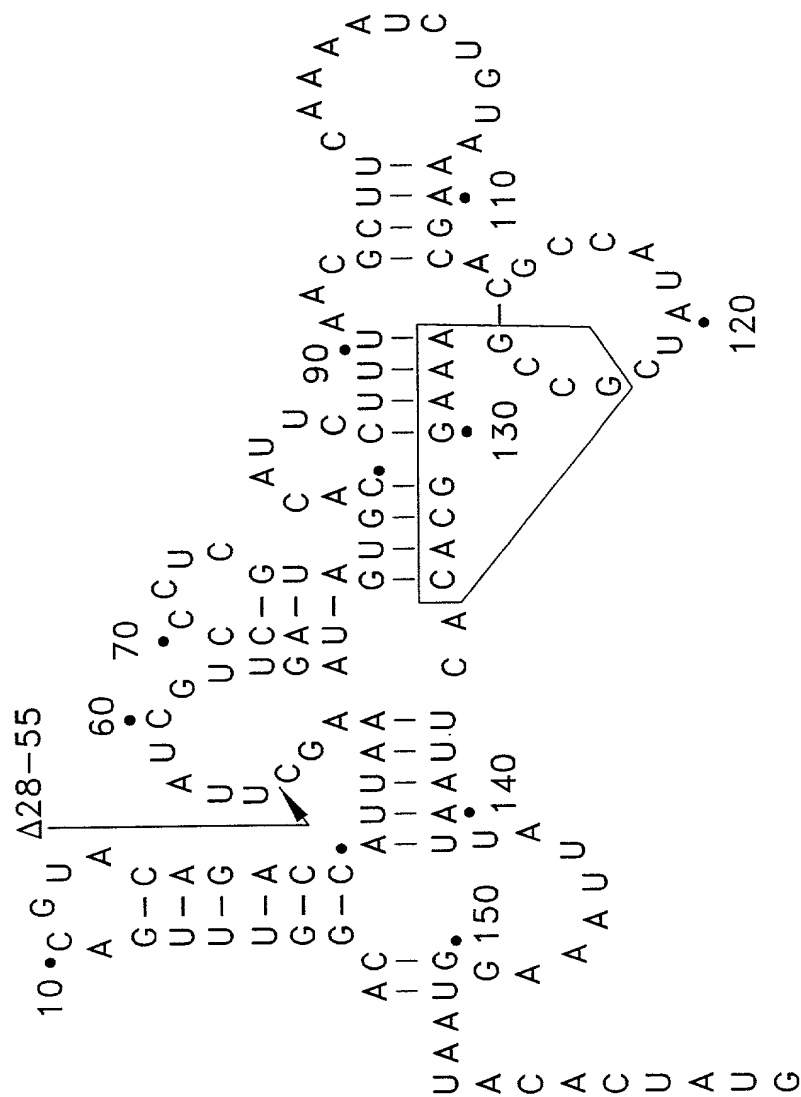 Δ28−55
10 C G U A
A
60
70
G−C U C C C
U−A A G C U
U−G U U C C
U−A U U C−G A U
G−C C G A−U C U
90
G−C G A A U−A A C A A C
A C A U U A A G U G C C U U U G C U U C A A A A U C
U A A U G U A A U U C A C G G A A A C G A A A U G U
A G 150 U 140 C A 130 G−C A 110
C A A C C G
A A U G C
C A U C U A C
U U A
A 120
U
G